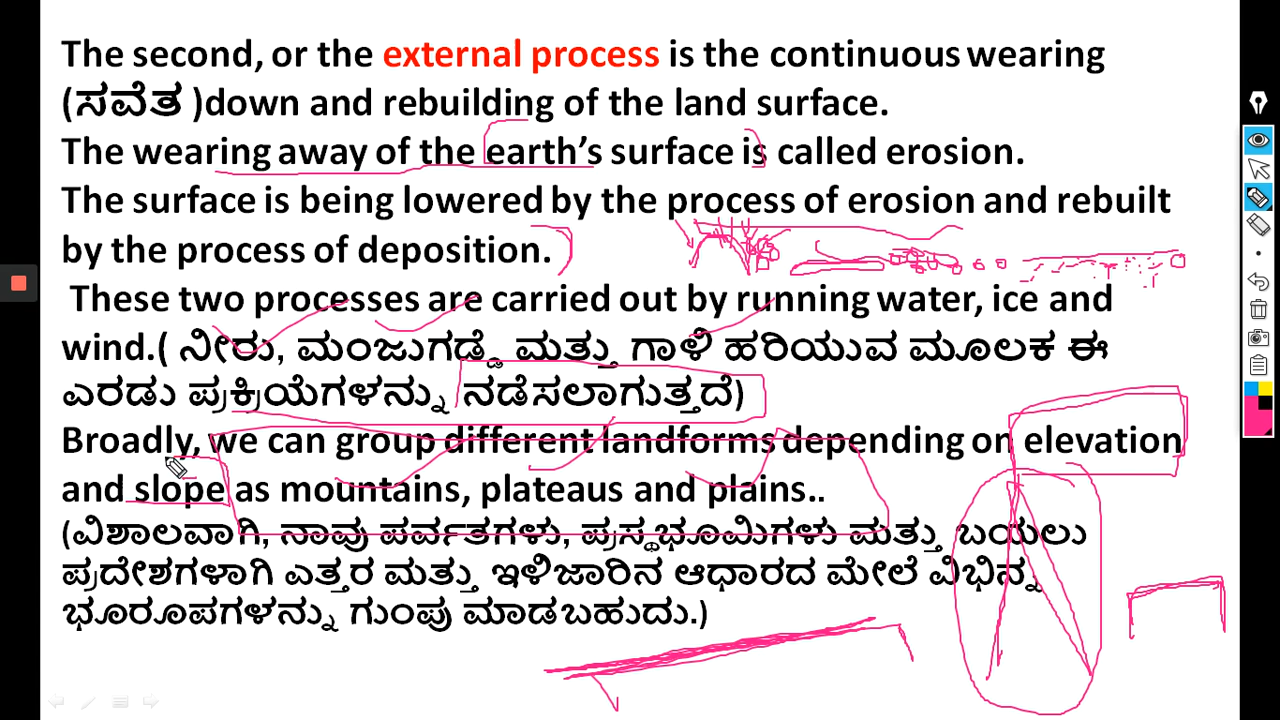 The second, or the external process is the continuous wearing
(ಸವೆತ )down and rebuilding of the land surface.
The wearing away of the earth's surface is called erosion.
The surface is being lowered by the process of erosion and rebuilt
by the process of deposition.
These two processes are carried out by running water, ice and
wind.( ನೀರು, ಮಂಜುಗಡ್ಡೆ ಮತ್ತು ಗಾಳಿ ಹರಿಯುವ ಮೂಲಕ ಈ
ಎರಡು ಪ್ರಕ್ರಿಯೆಗಳನ್ನು ನಡೆಸಲಾಗುತ್ತದೆ)
Broadly, we can group different landforms depending on elevation
and slope as mountains, plateaus and plains..
(ವಿಶಾಲವಾಗಿ, ನಾವು ಪರ್ವತಗಳು, ಪ್ರಸ್ಥಭೂಮಿಗಳು ಮತ್ತು ಬಯಲು
ಪ್ರದೇಶಗಳಾಗಿ ಎತ್ತರ ಮತ್ತು ಇಳಿಜಾರಿನ ಆಧಾರದ ಮೇಲೆ ವಿಭಿನ್ನ
ಭೂರೂಪಗಳನ್ನು ಗುಂಪು ಮಾಡಬಹುದು.)